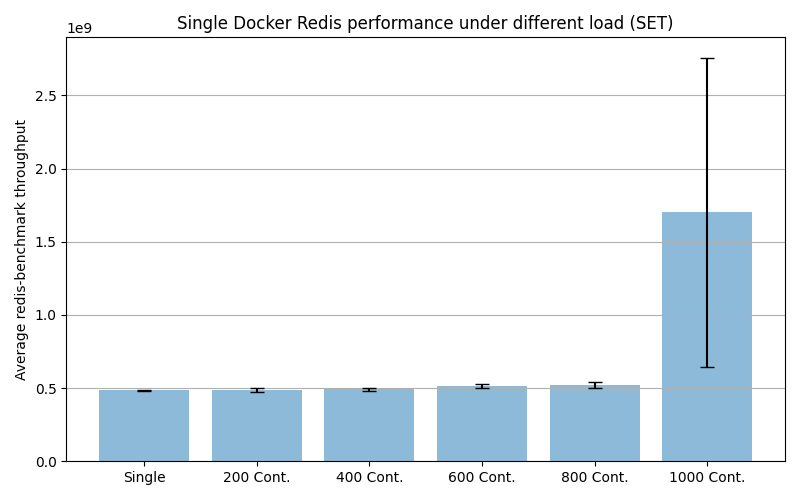 Single Docker Redis performance under different load (SET)
1e9
Average redis-benchmark throughput
2.5
2.0
1.5
1.0
0.5
0.0
Single
200 Cont.
400 Cont.
600 Cont.
800 Cont.
1000 Cont.